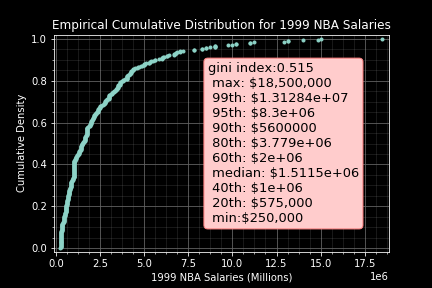 Empirical Cumulative Distribution for 1999 NBA Salaries
1.0
0.8
0.6
0.4
0.2
0.0
Cumulative Density
gini index:0.515
max: $18,500,000
99th: $1.31284e+07
95th: $8.3e+06
90th: $5600000
80th: $3.779e+06
60th: $2e+06
median: $1.5115e+06
40th: $1e+06
20th: $575,000
min:$250,000
0.0 2.5 5.0 7.5 10.0 12.5 15.0 17.5
1e6
1999 NBA Salaries (Millions)